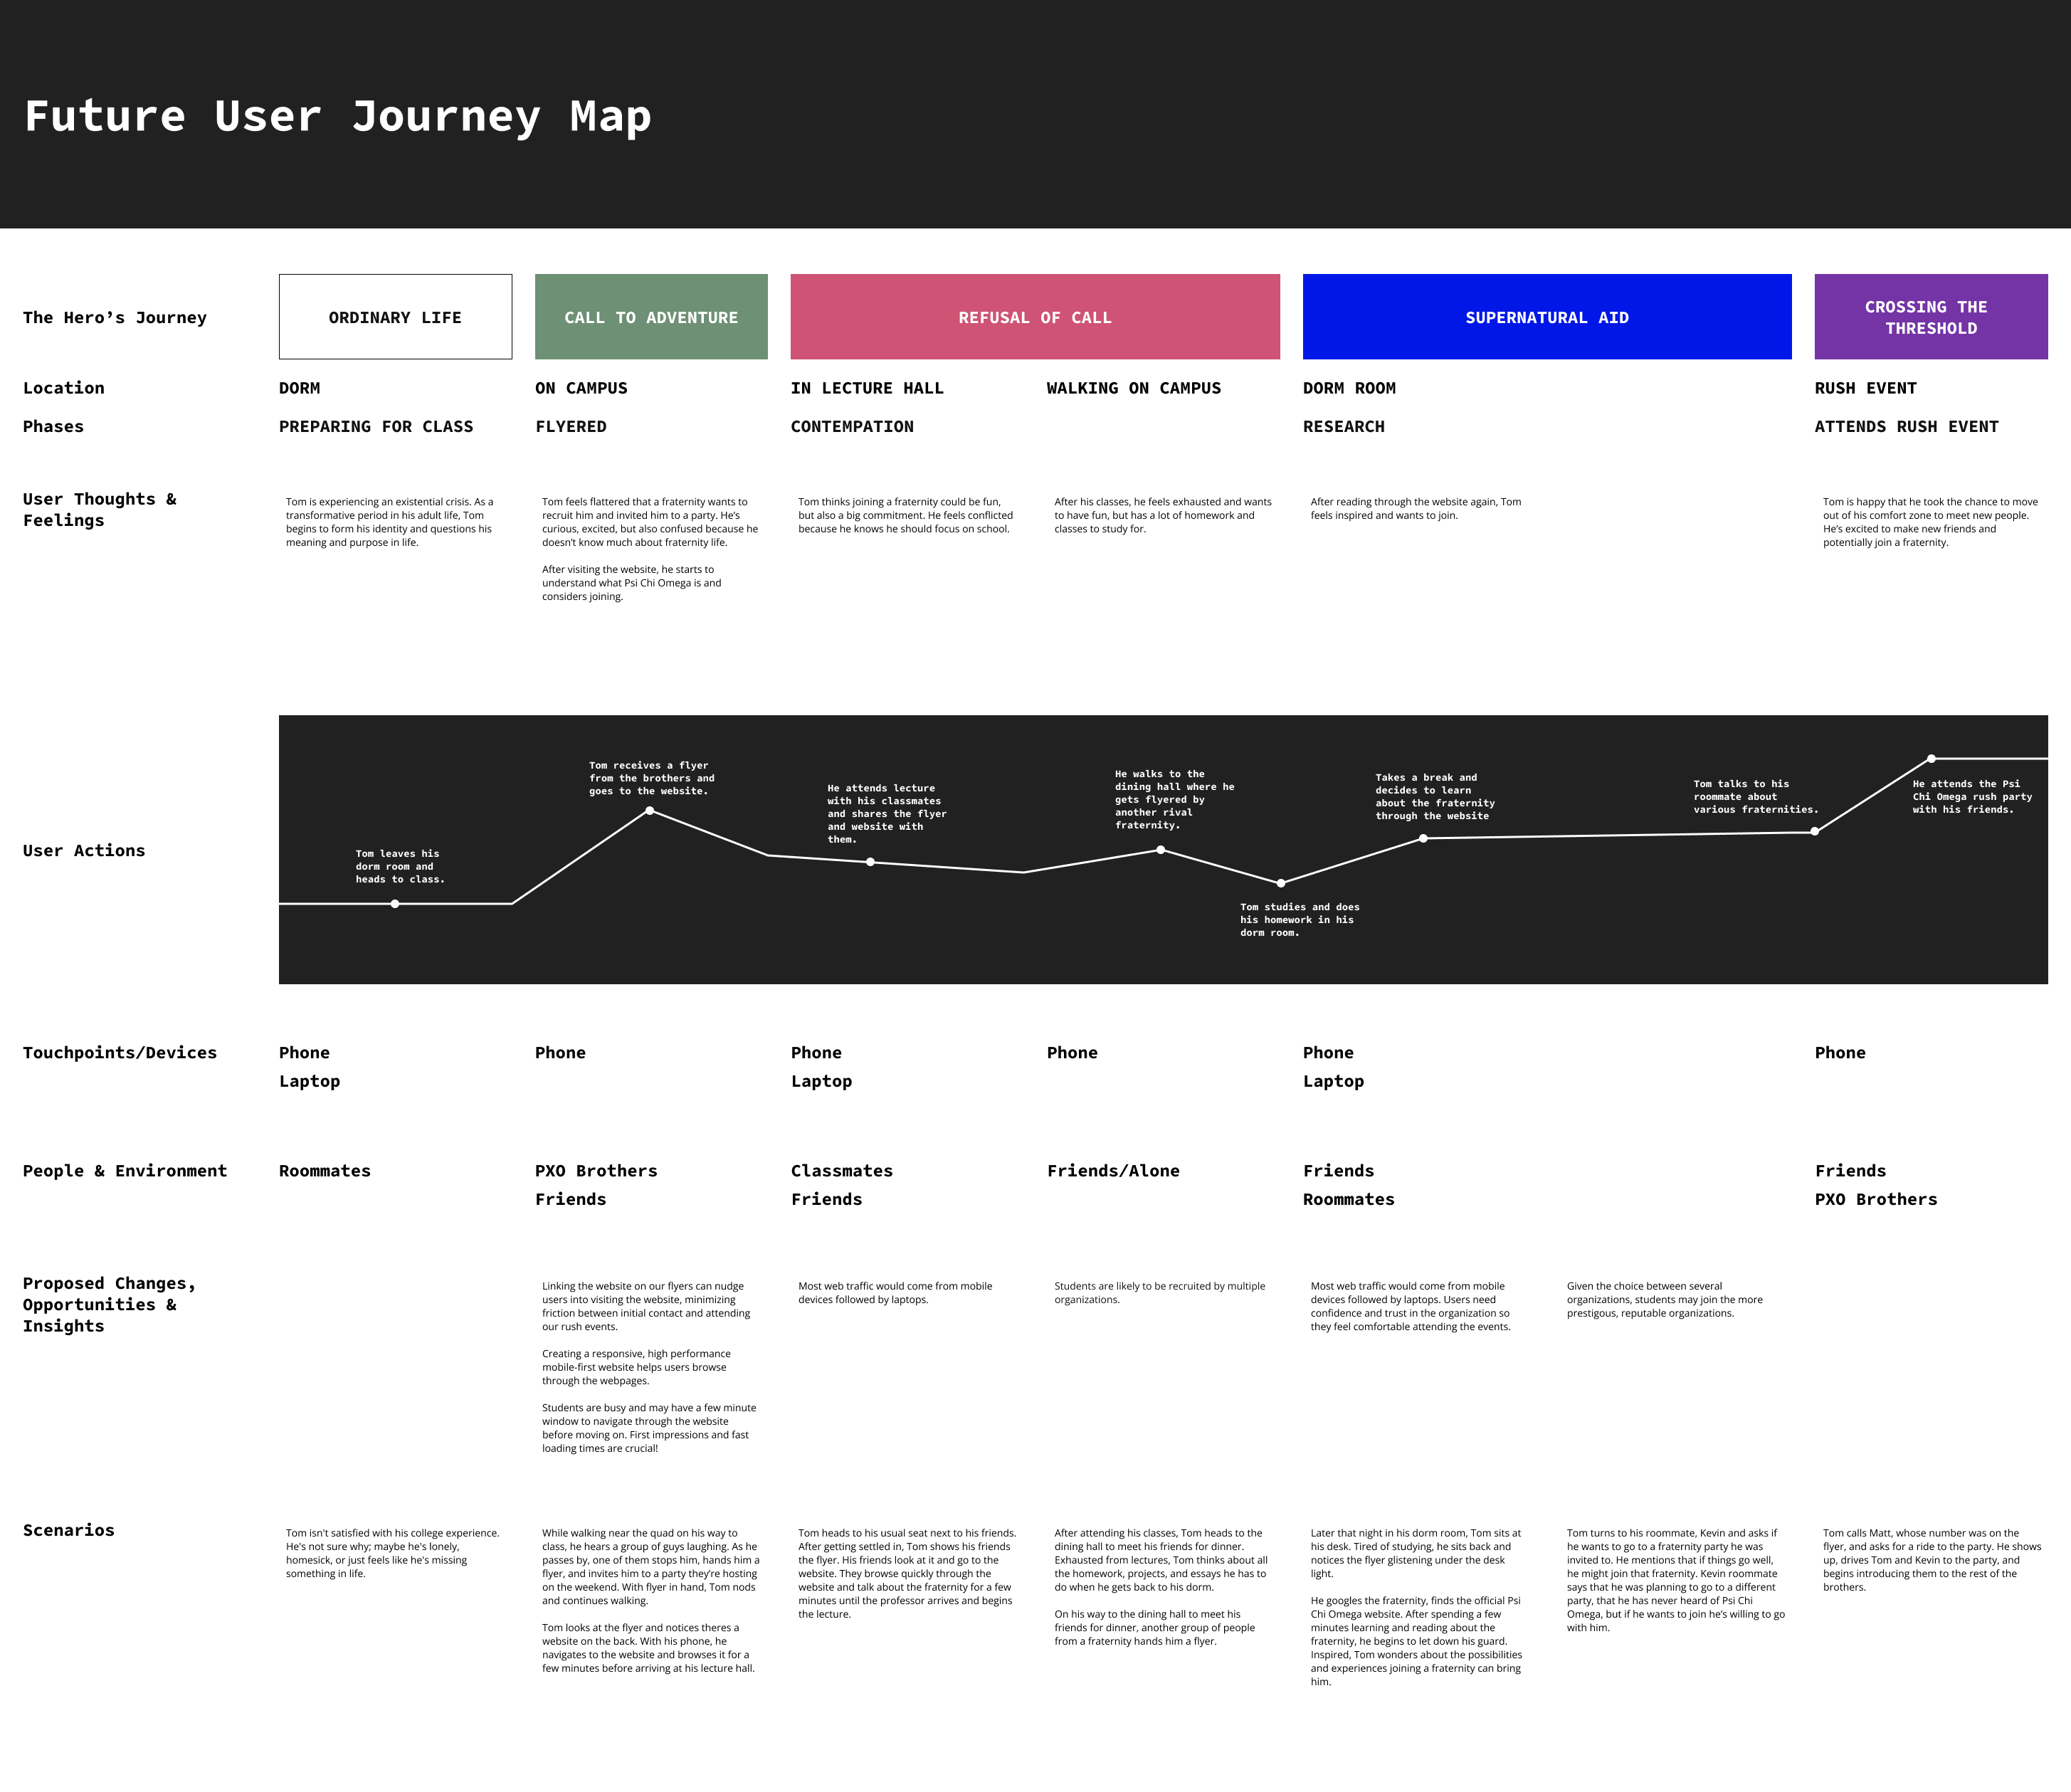 Future User Journey Map
The Hero’s Journey
ORDINARY LIFE
CALL TO ADVENTURE
REFUSAL OF CALL
SUPERNATURAL AID
CROSSING THE
THRESHOLD
Location
DORM
ON CAMPUS
IN LECTURE HALL
WALKING ON CAMPUS
DORM ROOM
RUSH EVENT
Phases
PREPARING FOR CLASS
FLYERED
CONTEMPATION
RESEARCH
ATTENDS RUSH EVENT
User Thoughts &
Feelings
Tom is experiencing an existential crisis. As a
transformative period in his adult life, Tom
begins to form his identity and questions his
meaning and purpose in life.
Tom feels flattered that a fraternity wants to
recruit him and invited him to a party. He’s
curious, excited, but also confused because he
doesn’t know much about fraternity life.
After visiting the website, he starts to
understand what Psi Chi Omega is and
considers joining.
Tom thinks joining a fraternity could be fun,
but also a big commitment. He feels conflicted
because he knows he should focus on school.
After his classes, he feels exhausted and wants
to have fun, but has a lot of homework and
classes to study for.
After reading through the website again, Tom
feels inspired and wants to join.
Tom is happy that he took the chance to move
out of his comfort zone to meet new people.
He’s excited to make new friends and
potentially join a fraternity.
User Actions
Tom leaves his
dorm room and
heads to class.
Tom receives a flyer
from the brothers and
goes to the website.
He attends lecture
with his classmates
and shares the flyer
and website with
them.
He walks to the
dining hall where he
gets flyered by
another rival
fraternity.
Tom studies and does
his homework in his
dorm room.
Takes a break and
decides to learn
about the fraternity
through the website
Tom talks to his
roommate about
various fraternities.
He attends the Psi
Chi Omega rush party
with his friends.
Touchpoints/Devices
Phone
Laptop
Phone
Phone
Laptop
Phone
Phone
Laptop
Phone
People & Environment
Roommates
PXO Brothers
Friends
Classmates
Friends
Friends/Alone
Friends
Roommates
Friends
PXO Brothers
Proposed Changes,
Opportunities &
Insights
Linking the website on our flyers can nudge
users into visiting the website, minimizing
friction between initial contact and attending
our rush events.
Creating a responsive, high performance
mobile-first website helps users browse
through the webpages.
Students are busy and may have a few minute
window to navigate through the website
before moving on. First impressions and fast
loading times are crucial!
Most web traffic would come from mobile
devices followed by laptops.
Students are likely to be recruited by multiple
organizations.
Most web traffic would come from mobile
devices followed by laptops. Users need
confidence and trust in the organization so
they feel comfortable attending the events.
Given the choice between several
organizations, students may join the more
prestigous, reputable organizations.
Scenarios
Tom isn't satisfied with his college experience.
He's not sure why; maybe he's lonely,
homesick, or just feels like he's missing
something in life.
While walking near the quad on his way to
class, he hears a group of guys laughing. As he
passes by, one of them stops him, hands him a
flyer, and invites him to a party they’re hosting
on the weekend. With flyer in hand, Tom nods
and continues walking.
Tom looks at the flyer and notices theres a
website on the back. With his phone, he
navigates to the website and browses it for a
few minutes before arriving at his lecture hall.
Tom heads to his usual seat next to his friends.
After getting settled in, Tom shows his friends
the flyer. His friends look at it and go to the
website. They browse quickly through the
website and talk about the fraternity for a few
minutes until the professor arrives and begins
the lecture.
After attending his classes, Tom heads to the
dining hall to meet his friends for dinner.
Exhausted from lectures, Tom thinks about all
the homework, projects, and essays he has to
do when he gets back to his dorm.
On his way to the dining hall to meet his
friends for dinner, another group of people
from a fraternity hands him a flyer.
Later that night in his dorm room, Tom sits at
his desk. Tired of studying, he sits back and
notices the flyer glistening under the desk
light.
He googles the fraternity, finds the official Psi
Chi Omega website. After spending a few
minutes learning and reading about the
fraternity, he begins to let down his guard.
Inspired, Tom wonders about the possibilities
and experiences joining a fraternity can bring
him.
Tom turns to his roommate, Kevin and asks if
he wants to go to a fraternity party he was
invited to. He mentions that if things go well,
he might join that fraternity. Kevin roommate
says that he was planning to go to a different
party, that he has never heard of Psi Chi
Omega, but if he wants to join he’s willing to go
with him.
Tom calls Matt, whose number was on the
flyer, and asks for a ride to the party. He shows
up, drives Tom and Kevin to the party, and
begins introducing them to the rest of the
brothers.